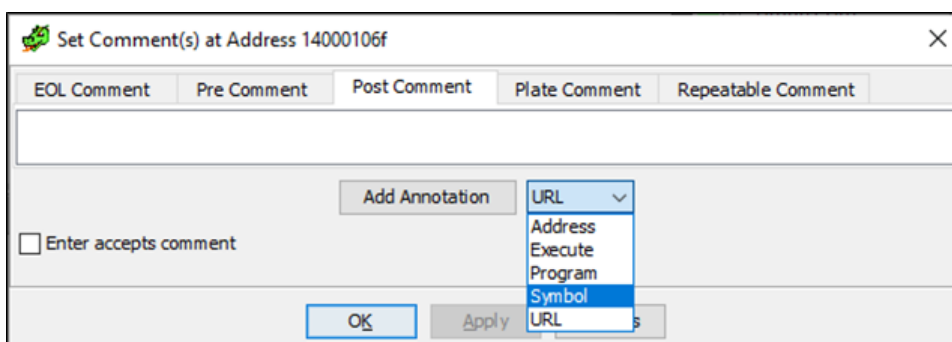 Set Comment(s) at Address 14000106f
EOL Comment Pre Comment Post Comment Plate Comment Repeatable Comment
Add Annotation URL
Address
Enter accepts comment Execute
Program
Symbol
OK Apply URL